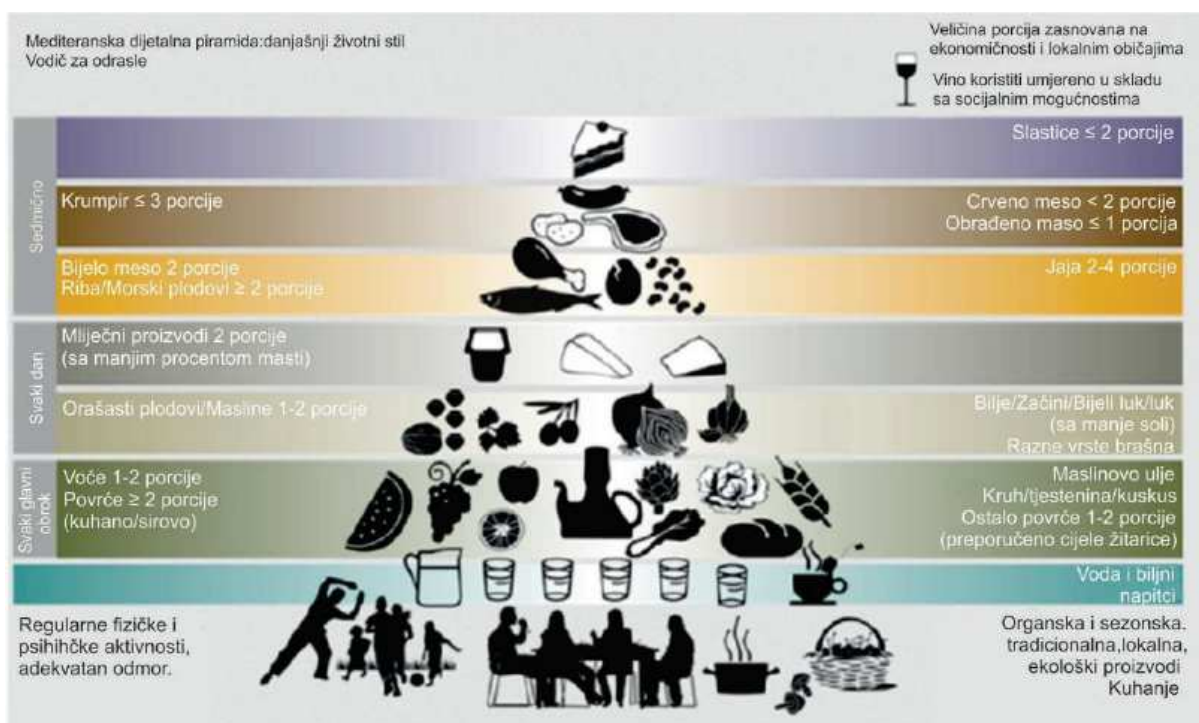 Mediteranska dijetalna piramida:danjašnji životni stil
Vodič za odrasle
Veličina porcija zasnovana na
ekonomičnosti i lokalnim običajima
Vino koristiti umjereno u skladu
sa socijalnim mogućnostima
Sedmično
Slastice ≤ 2 porcije
Krumpir ≤ 3 porcije
Crveno meso < 2 porcije
Obrađeno maso ≤ 1 porcija
Bijelo meso 2 porcije
Riba/Morski plodovi ≥ 2 porcije
Jaja 2-4 porcije
Svaki dan
Mliječni proizvodi 2 porcije
(sa manjim procentom masti)
Orašasti plodovi/Masline 1-2 porcije
Bilje/Začini/Bijeli luk/luk
(sa manje soli)
Razne vrste brašna
Svaki glavni
obrok
Voće 1-2 porcije
Povrće ≥ 2 porcije
(kuhano/sirovo)
Maslinovo ulje
Kruh/tjestenina/kuskus
Ostalo povrće 1-2 porcije
(preporučeno cijele žitarice)
Voda i biljni
napitci
Regularne fizičke i
psihihčke aktivnosti,
adekvatan odmor.
Organska i sezonska.
tradicionalna,lokalna,
ekološki proizvodi
Kuhanje